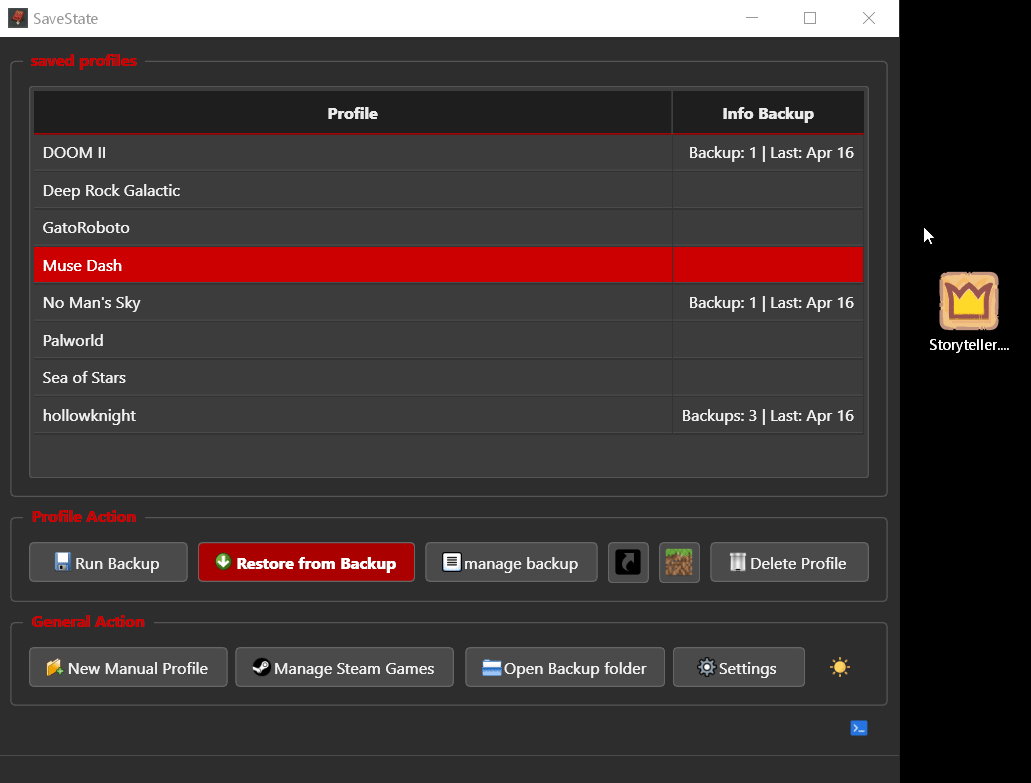 SaveState
saved profiles
Profile
Info Backup
DOOM II
Backup: 1 | Last: Apr 16
Deep Rock Galactic
GatoRoboto
Muse Dash
No Man's Sky
Backup: 1 | Last: Apr 16
Palworld
Sea of Stars
hollowknight
Backups: 3 | Last: Apr 16
Storyteller....
Profile Action
Run Backup
Restore from Backup
manage backup
Delete Profile
General Action
New Manual Profile
Manage Steam Games
Open Backup folder
Settings